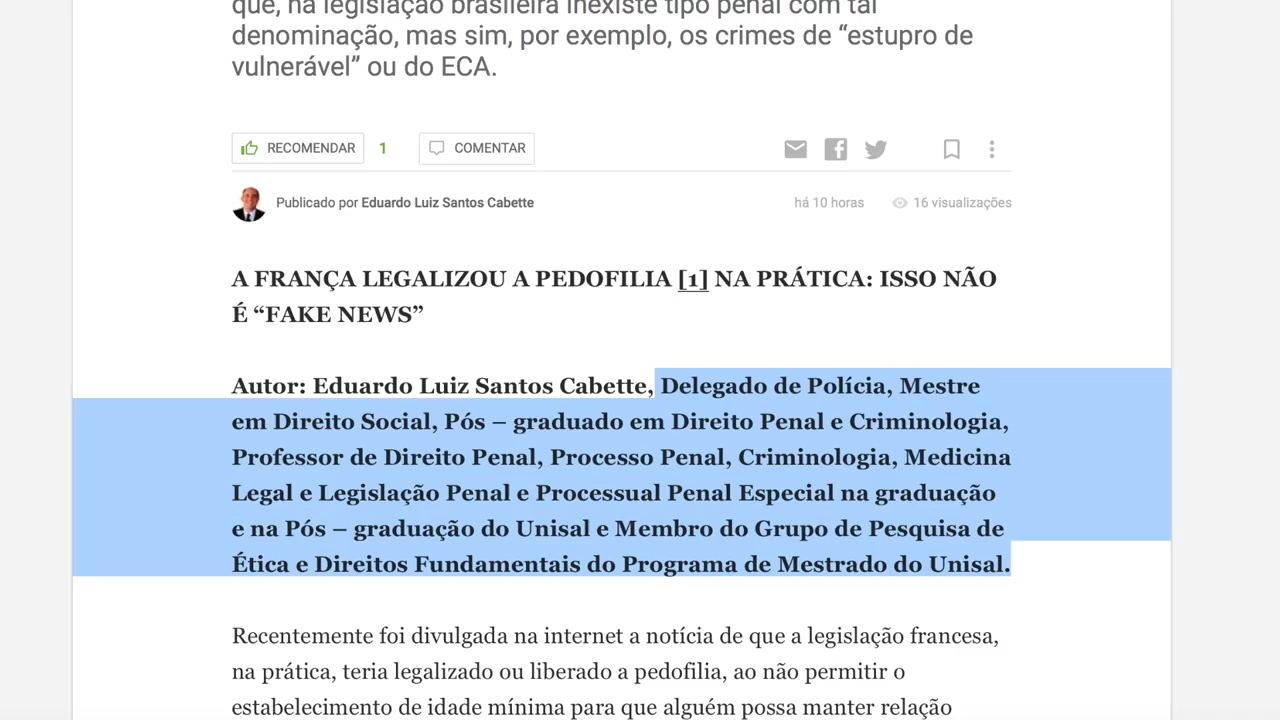 que, na legislação brasileira inexiste tipo penal com tal
denominação, mas sim, por exemplo, os crimes de “estupro de
vulnerável” ou do ECA.
RECOMENDAR 1 COMENTAR
Publicado por Eduardo Luiz Santos Cabette há 10 horas 16 visualizações
A FRANÇA LEGALIZOU A PEDOFILIA [1] NA PRÁTICA: ISSO NÃO
É “FAKE NEWS”
Autor: Eduardo Luiz Santos Cabette, Delegado de Polícia, Mestre
em Direito Social, Pós – graduado em Direito Penal e Criminologia,
Professor de Direito Penal, Processo Penal, Criminologia, Medicina
Legal e Legislação Penal e Processual Penal Especial na graduação
e na Pós – graduação do Unisal e Membro do Grupo de Pesquisa de
Ética e Direitos Fundamentais do Programa de Mestrado do Unisal.
Recentemente foi divulgada na internet a notícia de que a legislação francesa,
na prática, teria legalizado ou liberado a pedofilia, ao não permitir o
estabelecimento de idade mínima para que alguém possa manter relação